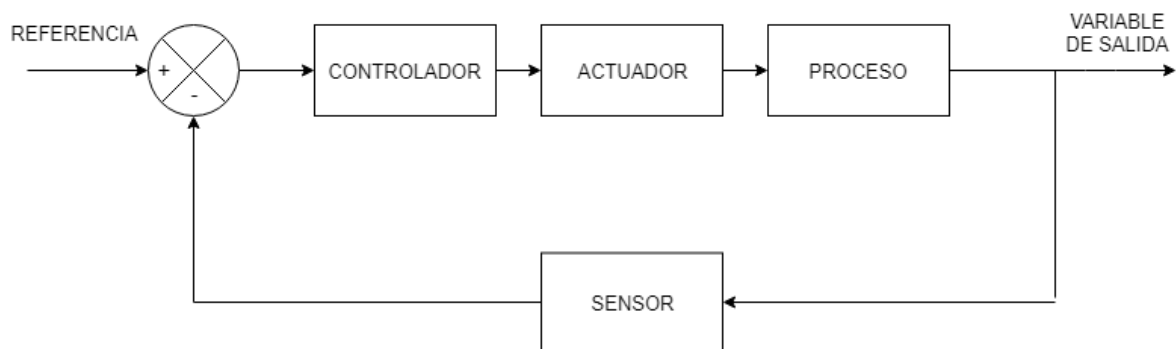 REFERENCIA
+
-
CONTROLADOR
ACTUADOR
PROCESO
VARIABLE
DE SALIDA
SENSOR